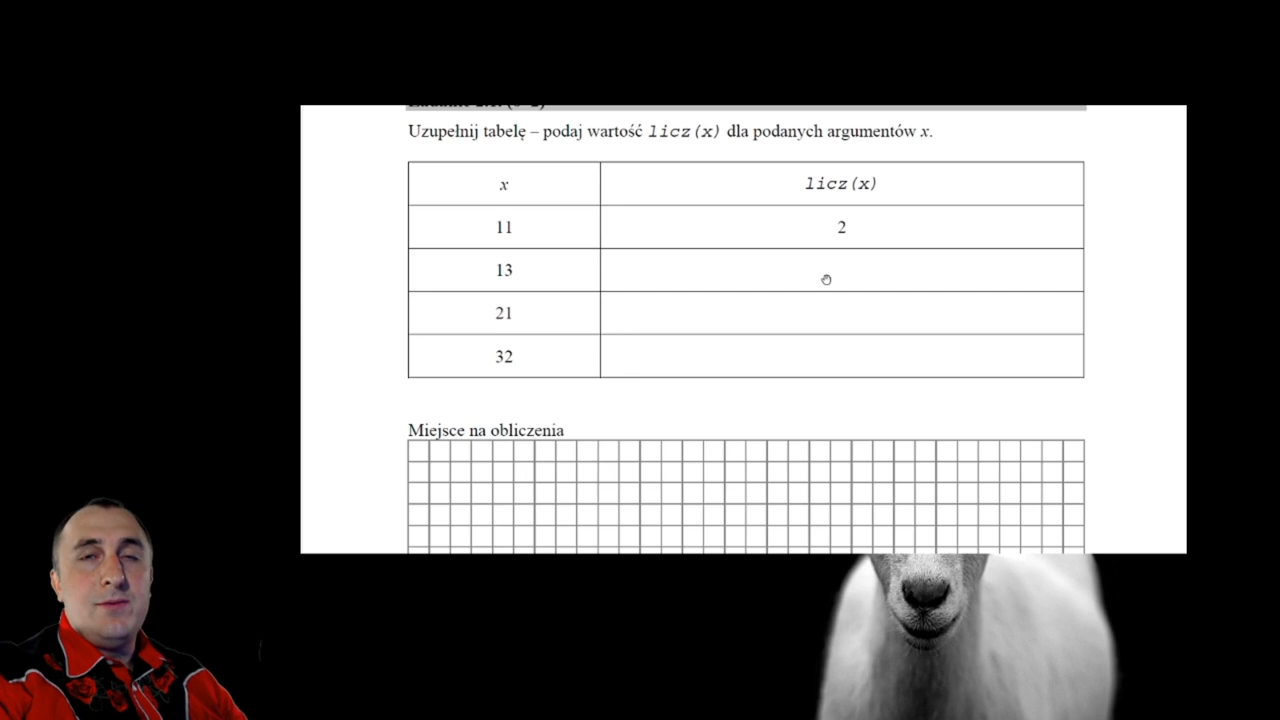 Uzupełnij tabelę – podaj wartość licz(x) dla podanych argumentów x.
x licz(x)
11 2
13
21
32
Miejsce na obliczenia